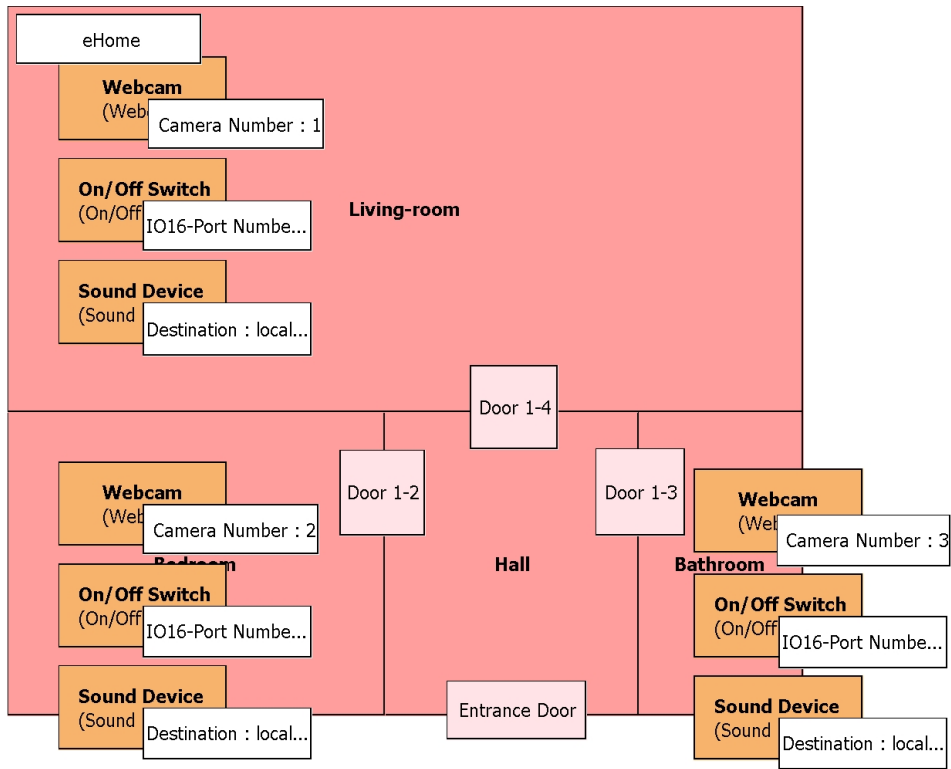 eHome
Webcam
(Web
Camera Number : 1
On/Off Switch
(On/Off
IO16-Port Numbe...
Living-room
Sound Device
(Sound
Destination : local...
Door 1-4
Door 1-2
Door 1-3
Webcam
(Web
Camera Number : 2
Webcam
(Web
Camera Number : 3
Bedroom
Hall
Bathroom
On/Off Switch
(On/Off
IO16-Port Numbe...
On/Off Switch
(On/Off
IO16-Port Numbe...
Sound Device
(Sound
Destination : local...
Entrance Door
Sound Device
(Sound
Destination : local...